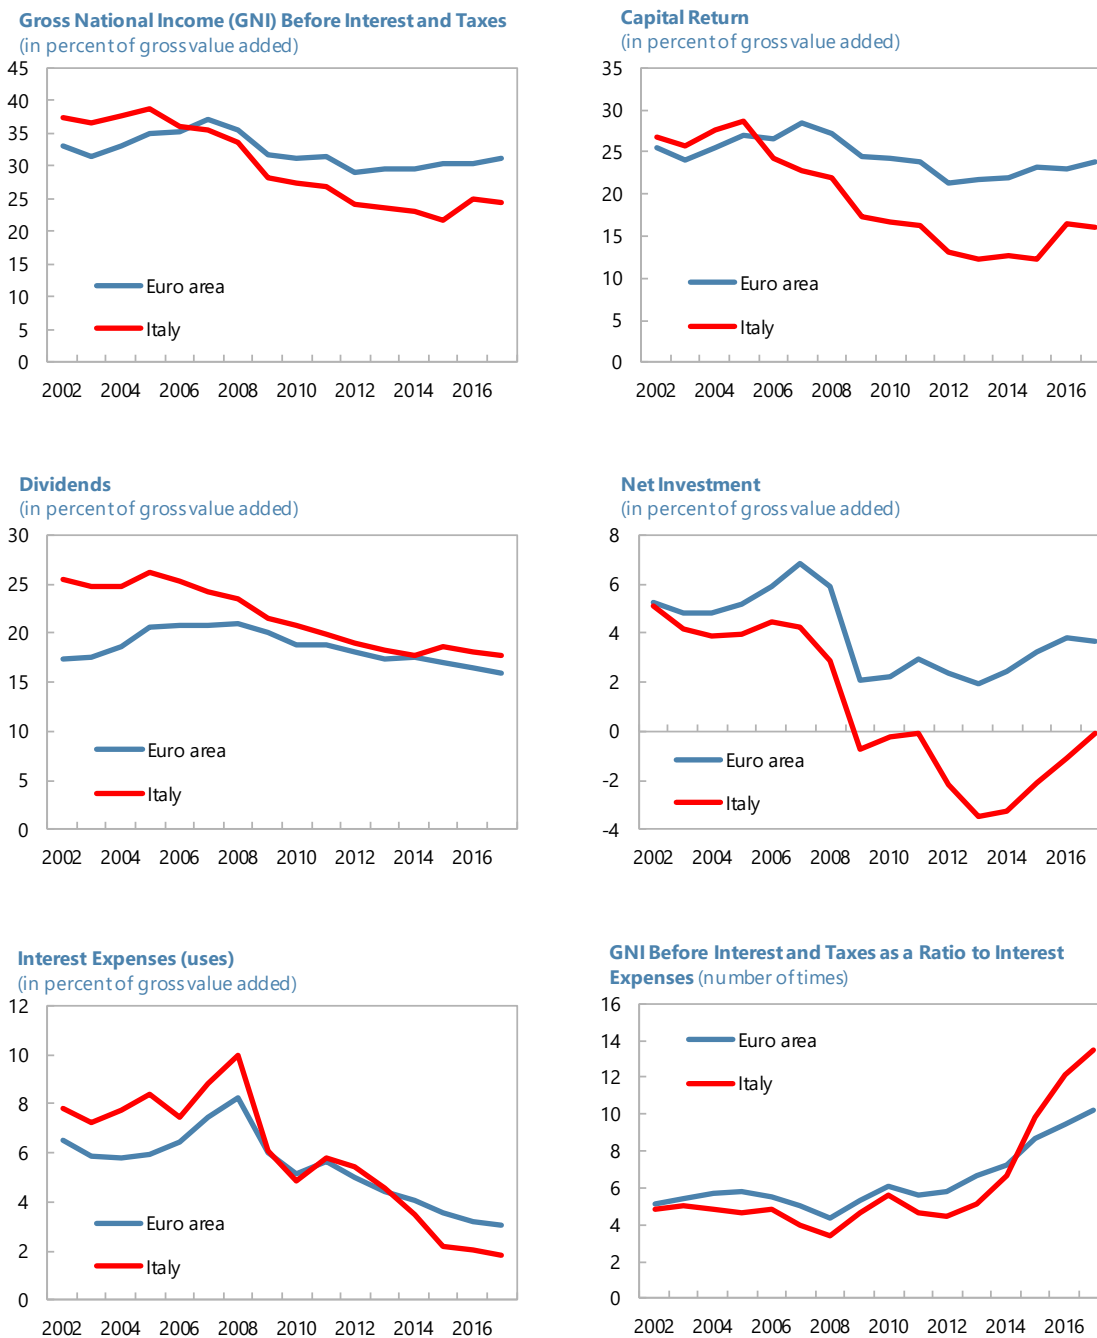 Gross National Income (GNI) Before Interest and Taxes
(in percent of gross value added)
45
40
35
30
25
20
15
10
5
0
Euro area
Italy
2002 2004 2006 2008 2010 2012 2014 2016
Capital Return
(in percent of gross value added)
35
30
25
20
15
10
5
0
Euro area
Italy
2002 2004 2006 2008 2010 2012 2014 2016
Dividends
(in percent of gross value added)
30
25
20
15
10
5
0
Euro area
Italy
2002 2004 2006 2008 2010 2012 2014 2016
Net Investment
(in percent of gross value added)
8
6
4
2
0
-2
-4
Euro area
Italy
2002 2004 2006 2008 2010 2012 2014 2016
Interest Expenses (uses)
(in percent of gross value added)
12
10
8
6
4
2
0
Euro area
Italy
2002 2004 2006 2008 2010 2012 2014 2016
GNI Before Interest and Taxes as a Ratio to Interest
Expenses (number of times)
16
14
12
10
8
6
4
2
0
Euro area
Italy
2002 2004 2006 2008 2010 2012 2014 2016